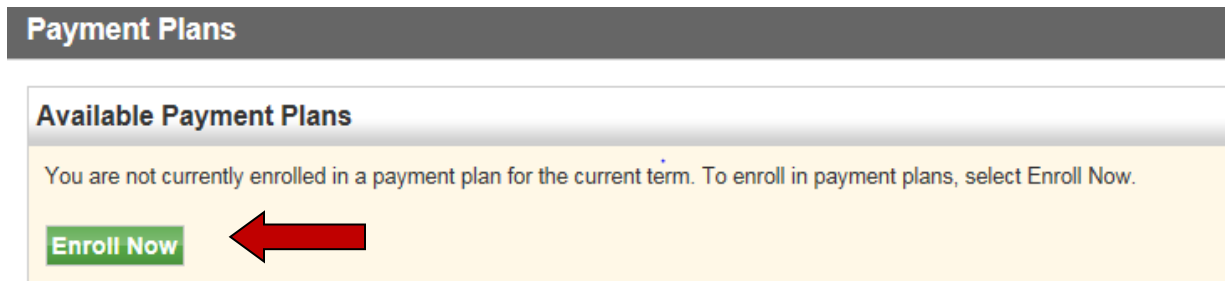 Payment Plans
Available Payment Plans
You are not currently enrolled in a payment plan for the current term. To enroll in payment plans, select Enroll Now.
Enroll Now